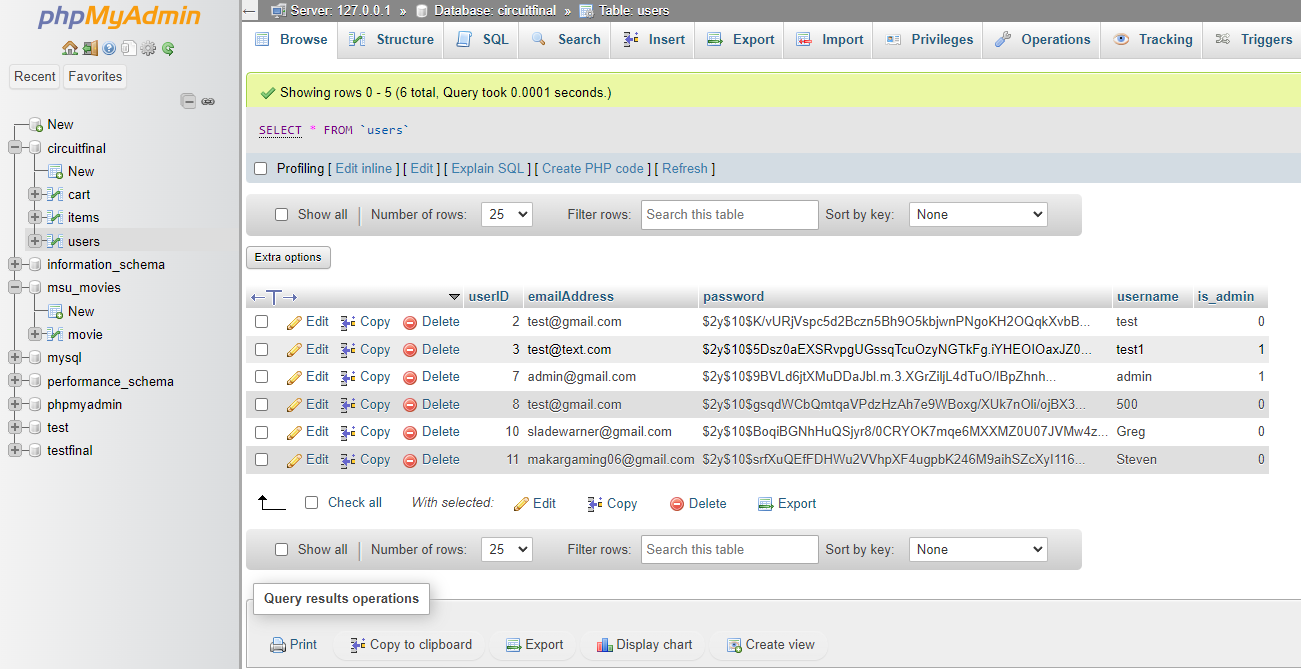 phpMyAdmin
Recent Favorites
New
circuitfinal
New
cart
items
users
information_schema
msu_movies
New
movie
mysql
performance_schema
phpmyadmin
test
testfinal
Server: 127.0.0.1 » Database: circuitfinal » Table: users
Browse Structure SQL Search Insert Export Import Privileges Operations Tracking Triggers
Showing rows 0 - 5 (6 total, Query took 0.0001 seconds.)
SELECT * FROM `users`
Profiling [ Edit inline ] [ Edit ] [ Explain SQL ] [ Create PHP code ] [ Refresh ]
Show all Number of rows: 25 Filter rows: Search this table Sort by key: None
Extra options
←T→ userID emailAddress password username is_admin
Edit Copy Delete 2 test@gmail.com $2y$10$K/vURjVspc5d2Bczn5Bh9O5kbjwnPNgoKH2OQqkXvbB... test 0
Edit Copy Delete 3 test@text.com $2y$10$5Dsz0aEXSRvpgUGssqTcuOzyNGTkFg.iYHEOIOaxJZ0... test1 1
Edit Copy Delete 7 admin@gmail.com $2y$10$9BVLd6jtXMuDDaJbl.m.3.XGrZiljL4dTuO/IBpZhnh... admin 1
Edit Copy Delete 8 test@gmail.com $2y$10$gsqdWCbQmtqaVPdzHzAh7e9WBoxg/XUk7nOli/ojBX3... 500 0
Edit Copy Delete 10 sladewarner@gmail.com $2y$10$BoqiBGNhHuQSjyr8/0CRYOK7mqe6MXXMZ0U07JVMw4z... Greg 0
Edit Copy Delete 11 makargaming06@gmail.com $2y$10$srfXuQEfFDHWu2VVhpXF4ugpbK246M9aihSZcXyI116... Steven 0
Check all With selected: Edit Copy Delete Export
Show all Number of rows: 25 Filter rows: Search this table Sort by key: None
Query results operations
Print Copy to clipboard Export Display chart Create view